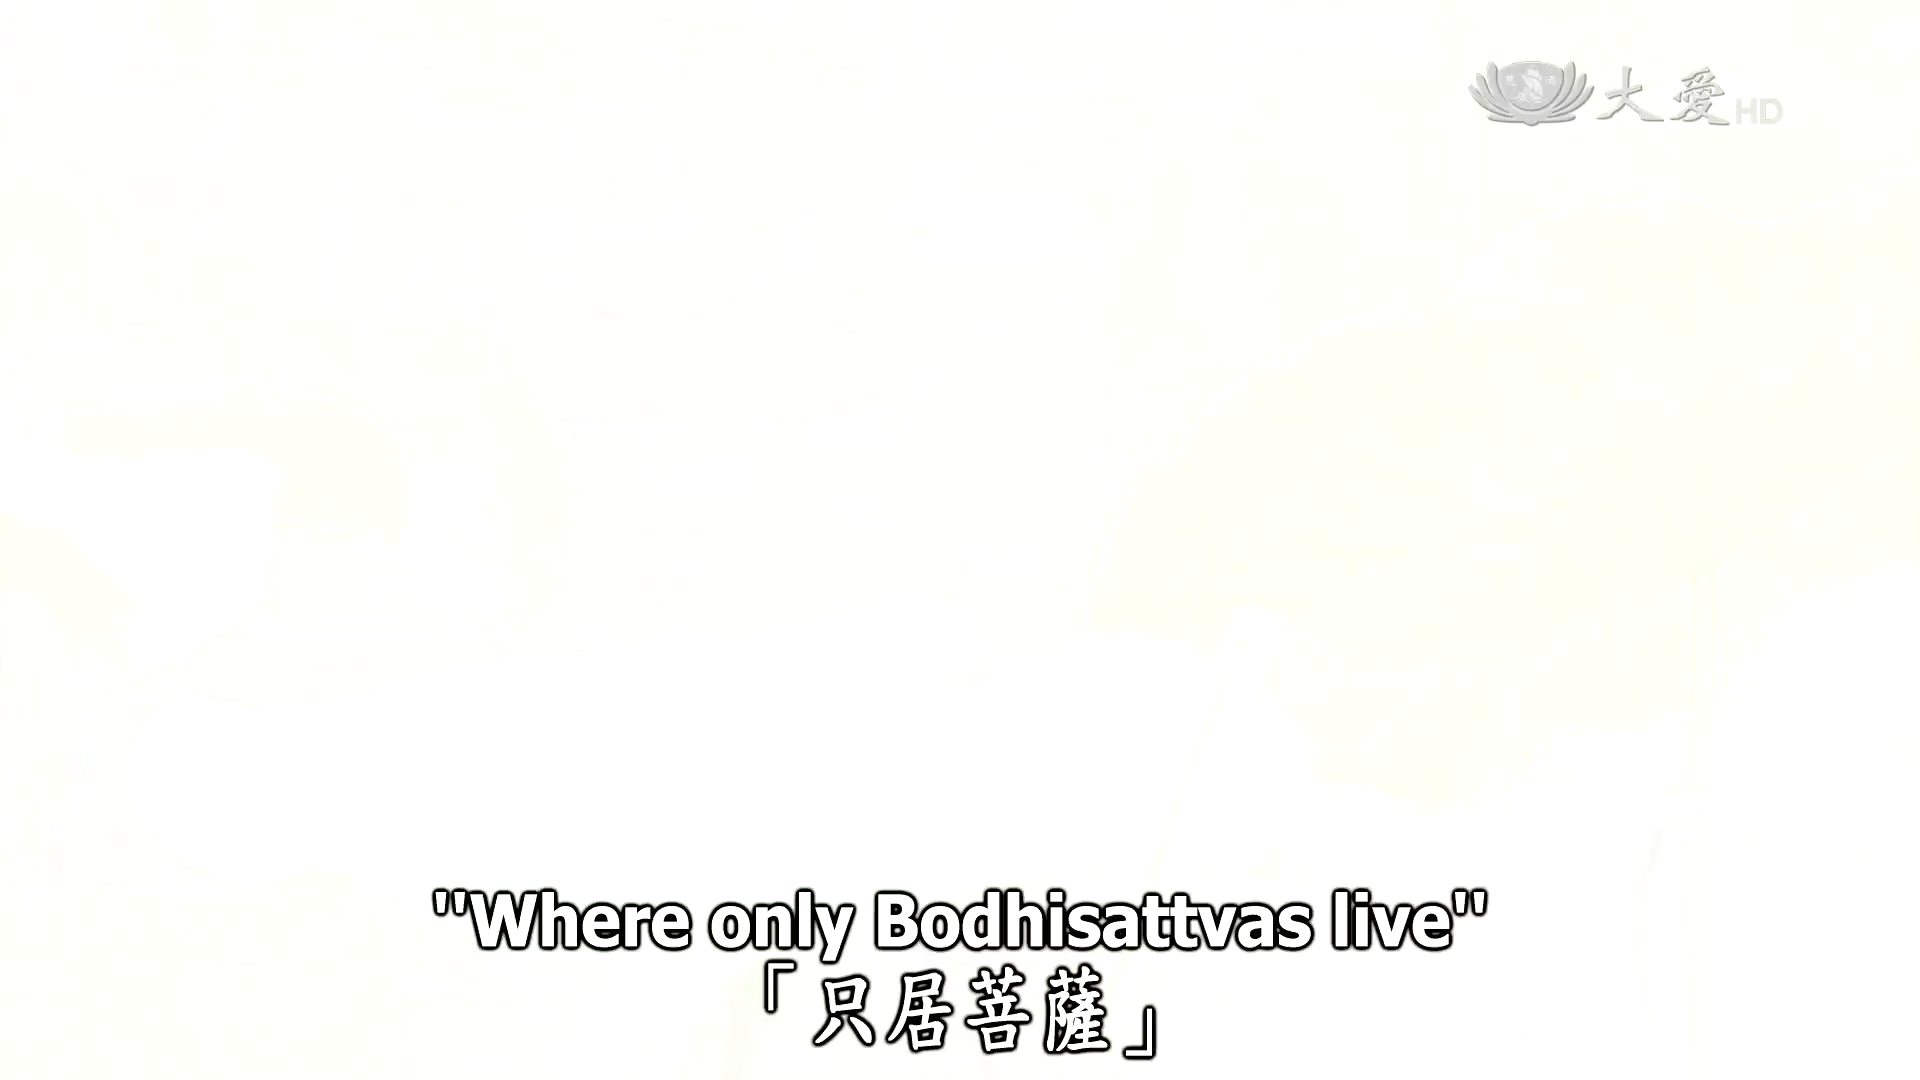 大愛HD
"Where only Bodhisattvas live"
「只居菩薩」